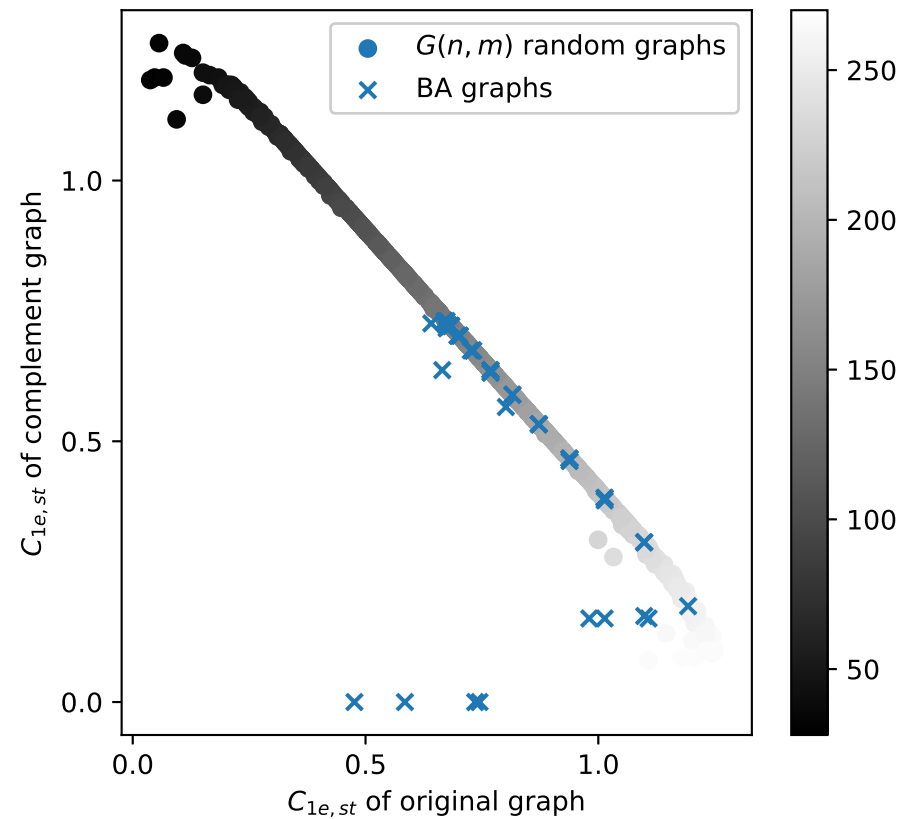 G(n, m) random graphs
BA graphs
1.0
0.5
0.0
C₁ₑ,ₛₜ of complement graph
0.0 0.5 1.0
C₁ₑ,ₛₜ of original graph
250
200
150
100
50